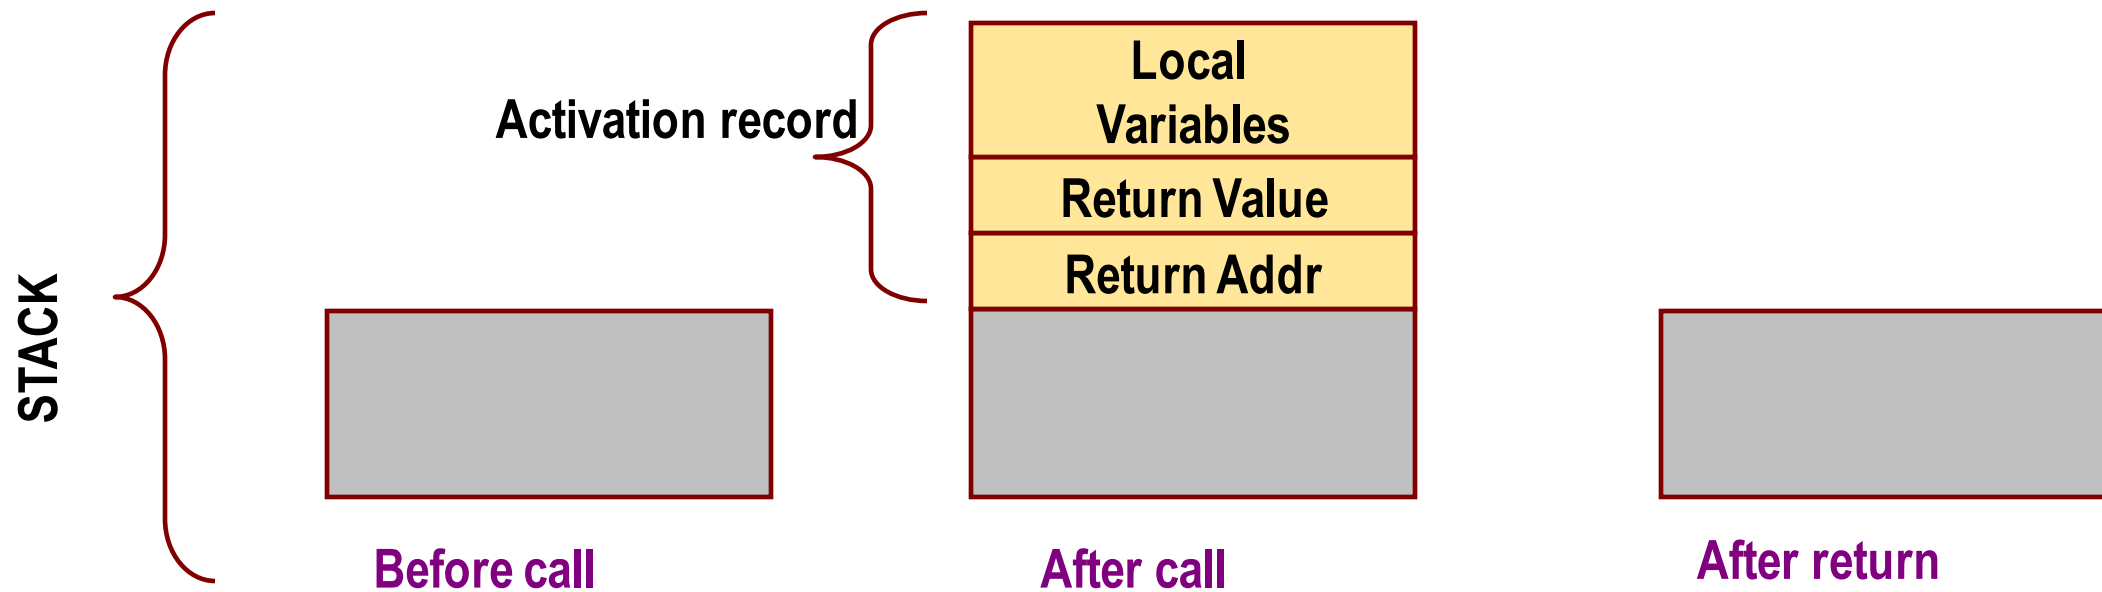 STACK
Activation record
Local
Variables
Return Value
Return Addr
Before call
After call
After return